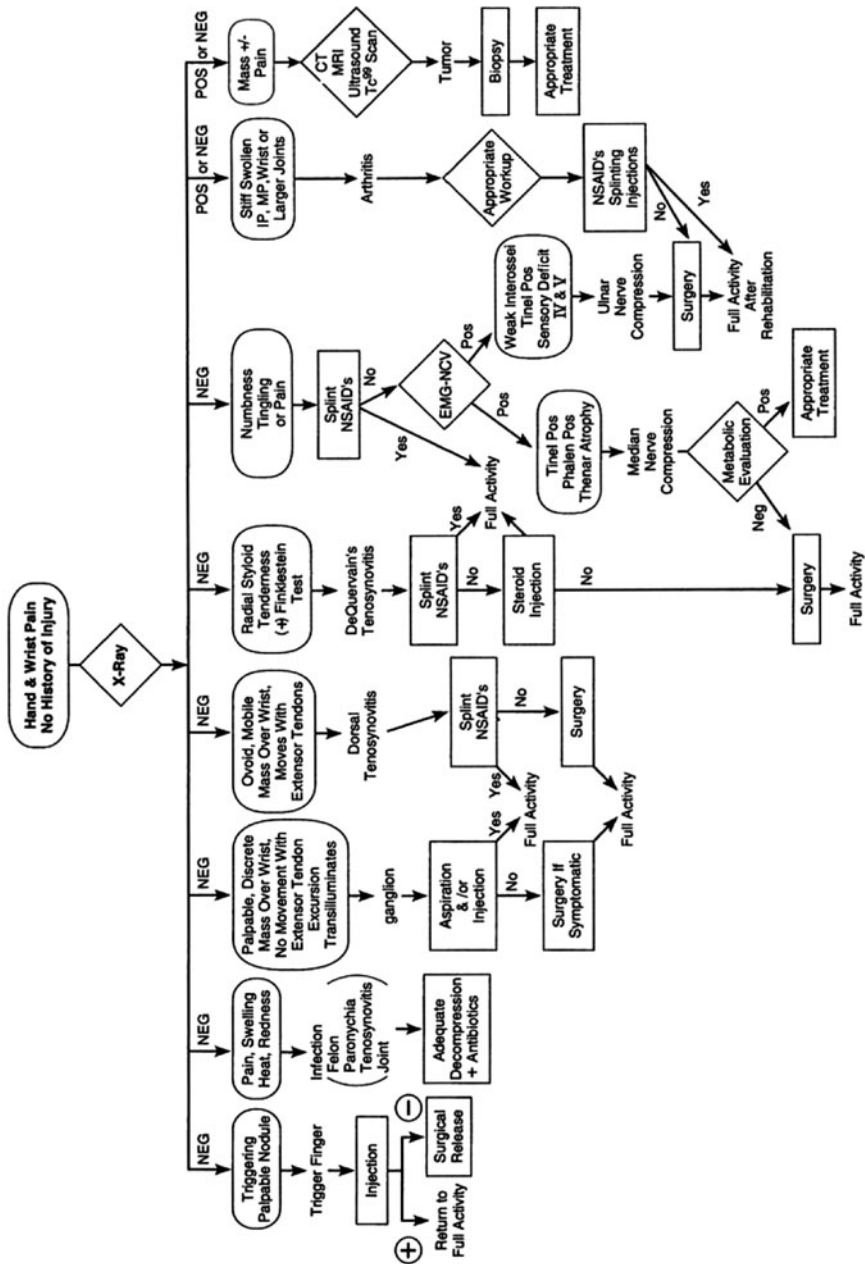 Hand & Wrist Pain
No History of Injury
X-Ray
NEG
Triggering
Palpable Nodule
Trigger Finger
Injection
+
Return to
Full Activity
−
Surgical
Release
NEG
Pain, Swelling
Heat, Redness
Infection
Felon
Paronychia
Tenosynovitis
Joint
Adequate
Decompression
+ Antibiotics
NEG
Palpable, Discrete
Mass Over Wrist,
No Movement With
Extensor Tendon
Excursion
Transilluminates
ganglion
Aspiration
& /or
Injection
Yes
Full Activity
No
Surgery If
Symptomatic
Full Activity
NEG
Ovoid, Mobile
Mass Over Wrist,
Moves With
Extensor Tendons
Dorsal
Tenosynovitis
Splint
NSAID's
Yes
No
Surgery
NEG
Radial Styloid
Tenderness
(+) Finklestein
Test
DeQuervain's
Tenosynovitis
Splint
NSAID's
Yes
Full Activity
No
Steroid
Injection
No
Surgery
Full Activity
NEG
Numbness
Tingling
or Pain
Splint
NSAID's
Yes
No
EMG-NCV
Pos
Tinel Pos
Phalen Pos
Thenar Atrophy
Median
Nerve
Compression
Metabolic
Evaluation
Neg
Pos
Appropriate
Treatment
Pos
Weak Interossei
Tinel Pos
Sensory Deficit
IV & V
Ulnar
Nerve
Compression
Surgery
Full Activity
After
Rehabilitation
POS or NEG
Stiff Swollen
IP, MP,Wrist or
Larger Joints
Arthritis
Appropriate
Workup
NSAID's
Splinting
Injections
No
Yes
POS or NEG
Mass +/-
Pain
CT
MRI
Ultrasound
Tc99 Scan
Tumor
Biopsy
Appropriate
Treatment